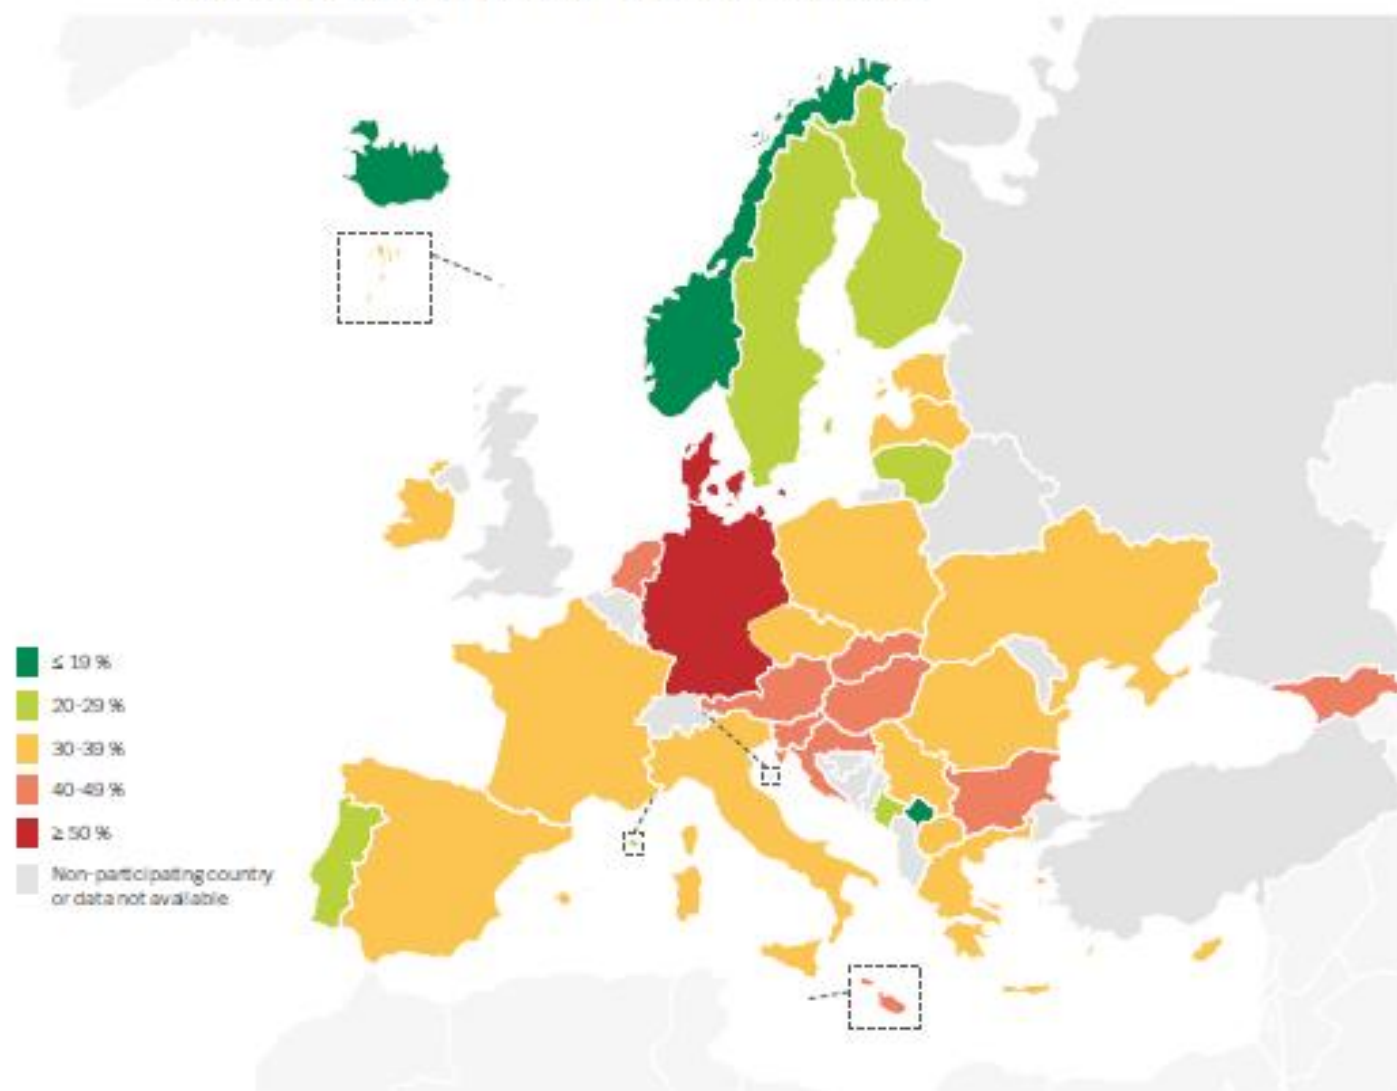 ≤ 19 %
20-29 %
30-39 %
40-49 %
≥ 50 %
Non-participating country
or data not available